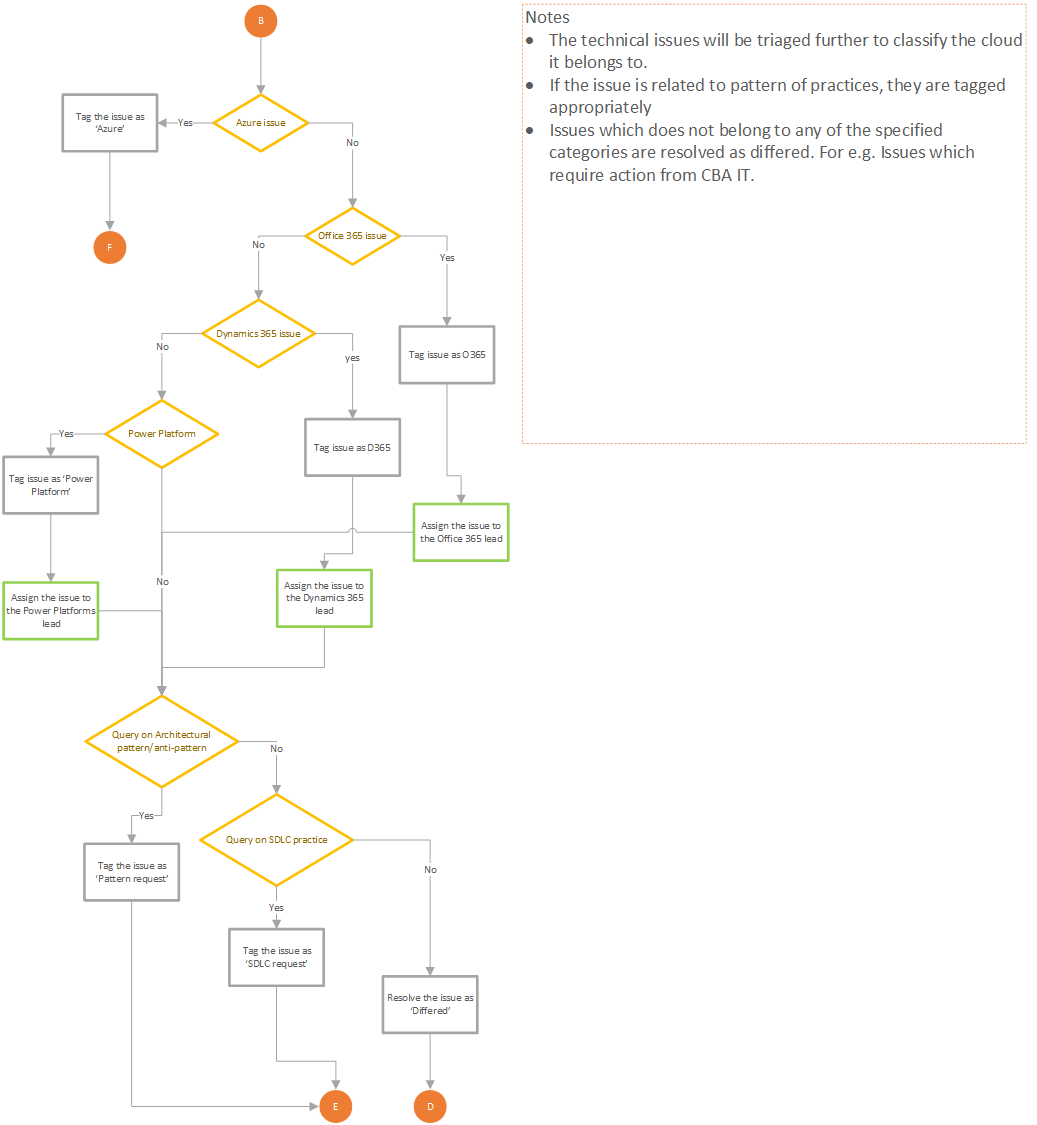 B
Notes
● The technical issues will be triaged further to classify the cloud
it belongs to.
● If the issue is related to pattern of practices, they are tagged
appropriately
● Issues which does not belong to any of the specified
categories are resolved as differed. For e.g. Issues which
require action from CBA IT.
Azure issue
Yes
Tag the issue as
‘Azure’
No
F
Office 365 issue
No
Yes
Dynamics 365 issue
No
yes
Tag issue as O365
Power Platform
Yes
Tag issue as D365
Tag issue as ‘Power
Platform’
Assign the issue to
the Office 365 lead
No
Assign the issue to
the Dynamics 365
lead
Assign the issue to
the Power Platforms
lead
Query on Architectural
pattern/anti-pattern
No
Yes
Query on SDLC practice
Tag the issue as
‘Pattern request’
No
Yes
Tag the issue as
‘SDLC request’
Resolve the issue as
‘Differed’
E
D